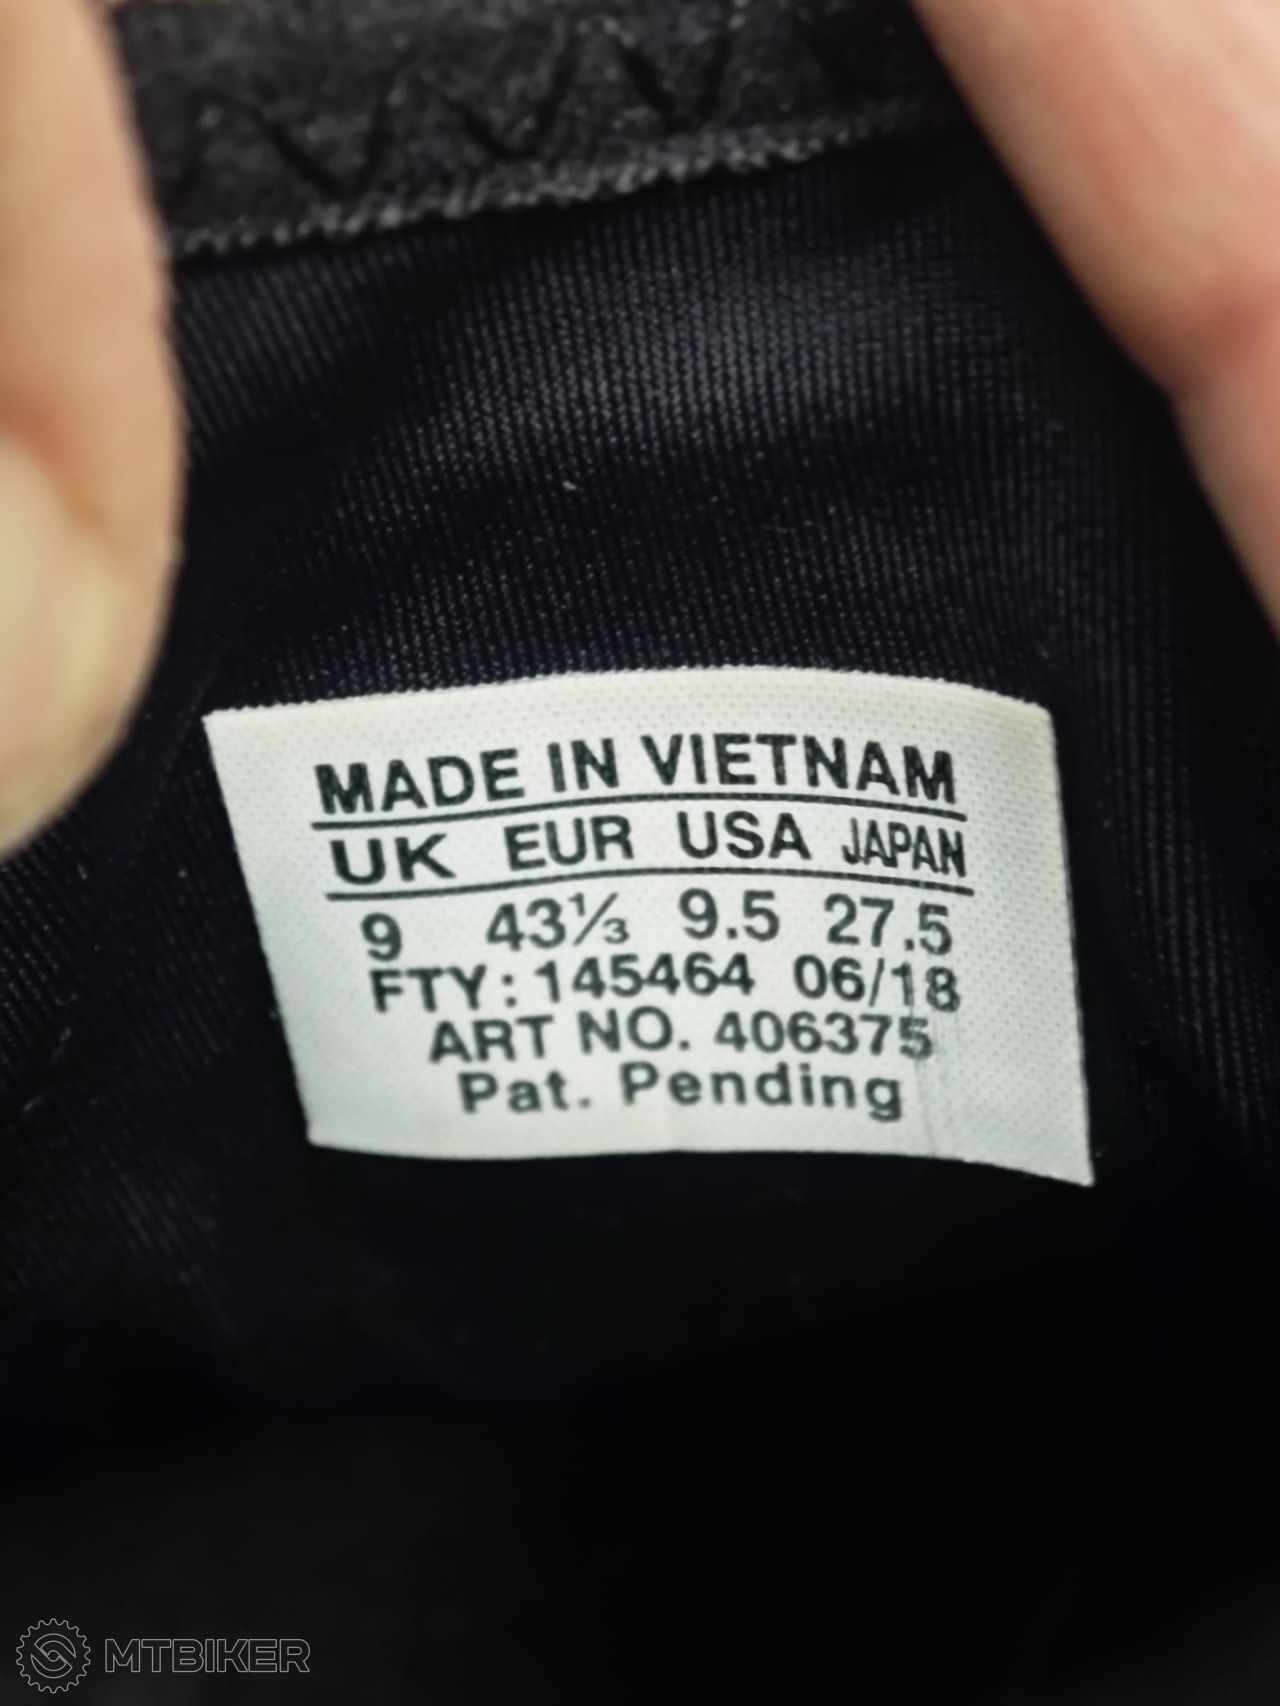 MADE IN VIETNAM
UK EUR USA JAPAN
9 43⅓ 9.5 27.5
FTY: 145464 06/18
ART NO. 406375
Pat. Pending
MTBIKER